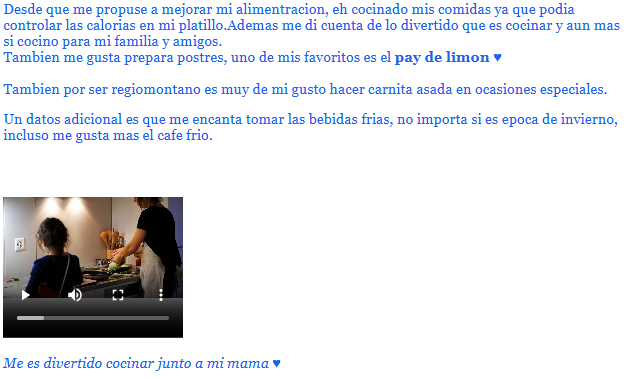 Desde que me propuse a mejorar mi alimentracion, eh cocinado mis comidas ya que podia
controlar las calorias en mi platillo.Ademas me di cuenta de lo divertido que es cocinar y aun mas
si cocino para mi familia y amigos.
Tambien me gusta prepara postres, uno de mis favoritos es el pay de limon ♥
Tambien por ser regiomontano es muy de mi gusto hacer carnita asada en ocasiones especiales.
Un datos adicional es que me encanta tomar las bebidas frias, no importa si es epoca de invierno,
incluso me gusta mas el cafe frio.
Me es divertido cocinar junto a mi mama ♥